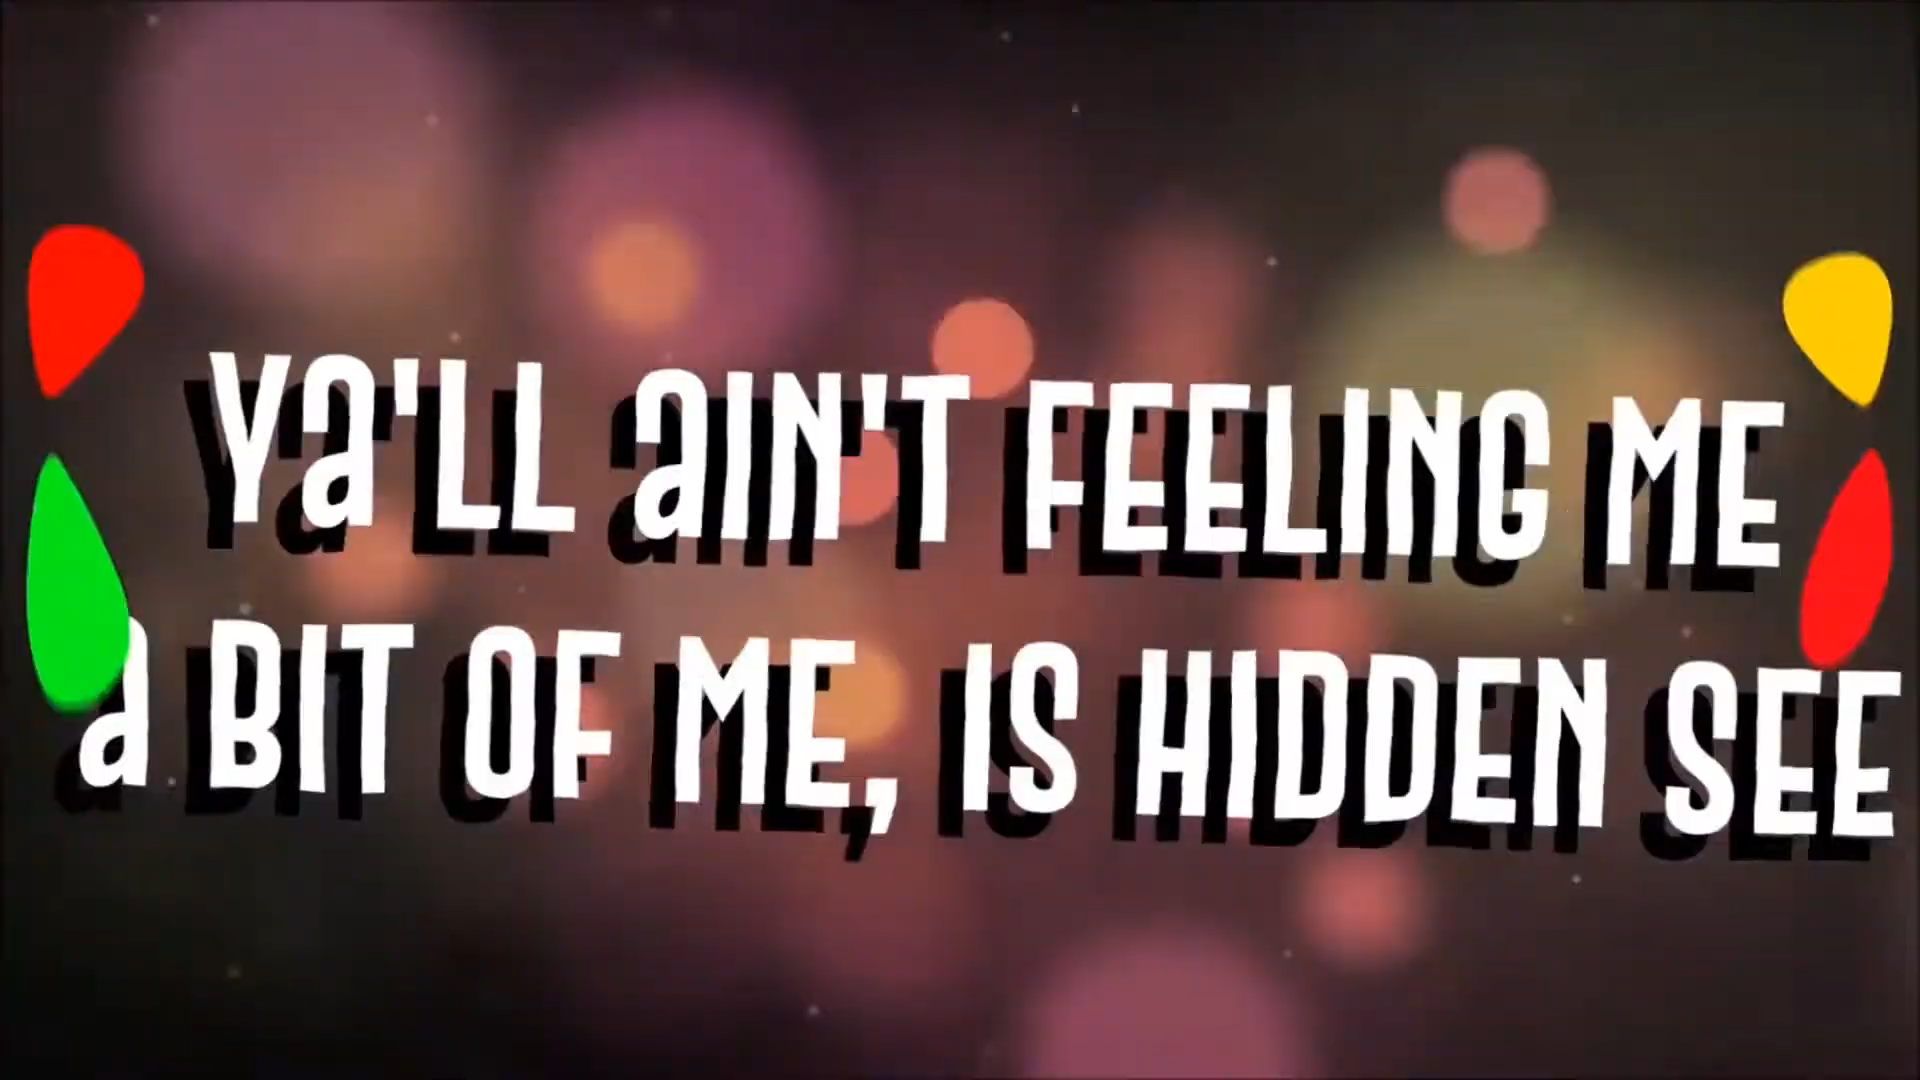 Ya'LL aIN'T FEELING ME
a BIT OF ME, IS HIDDEN SEE